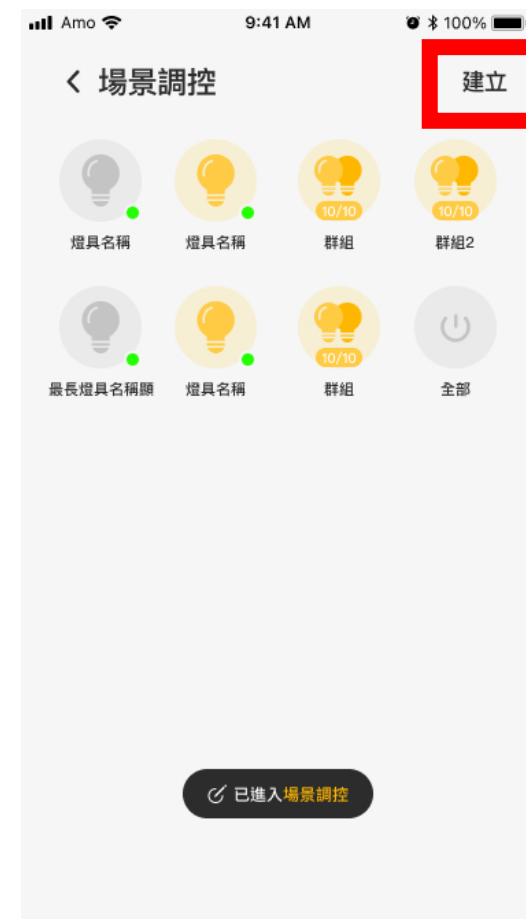 Amo 9:41 AM 100%
場景調控 建立
10/10 10/10
燈具名稱 燈具名稱 群組 群組2
10/10
最長燈具名稱顯 燈具名稱 群組 全部
已進入場景調控